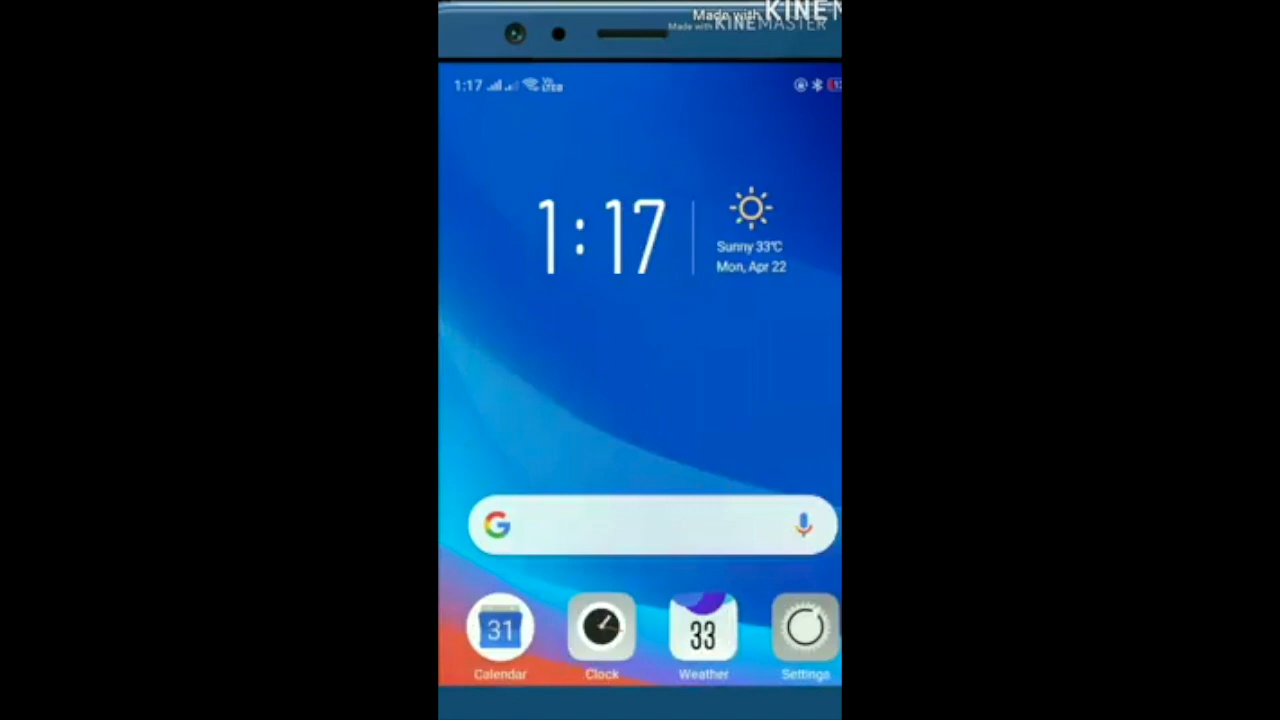 Made with KINEM
Made with KINEMASTER
1:17
1:17
Sunny 33°C
Mon, Apr 22
31
33
Calendar
Clock
Weather
Settings